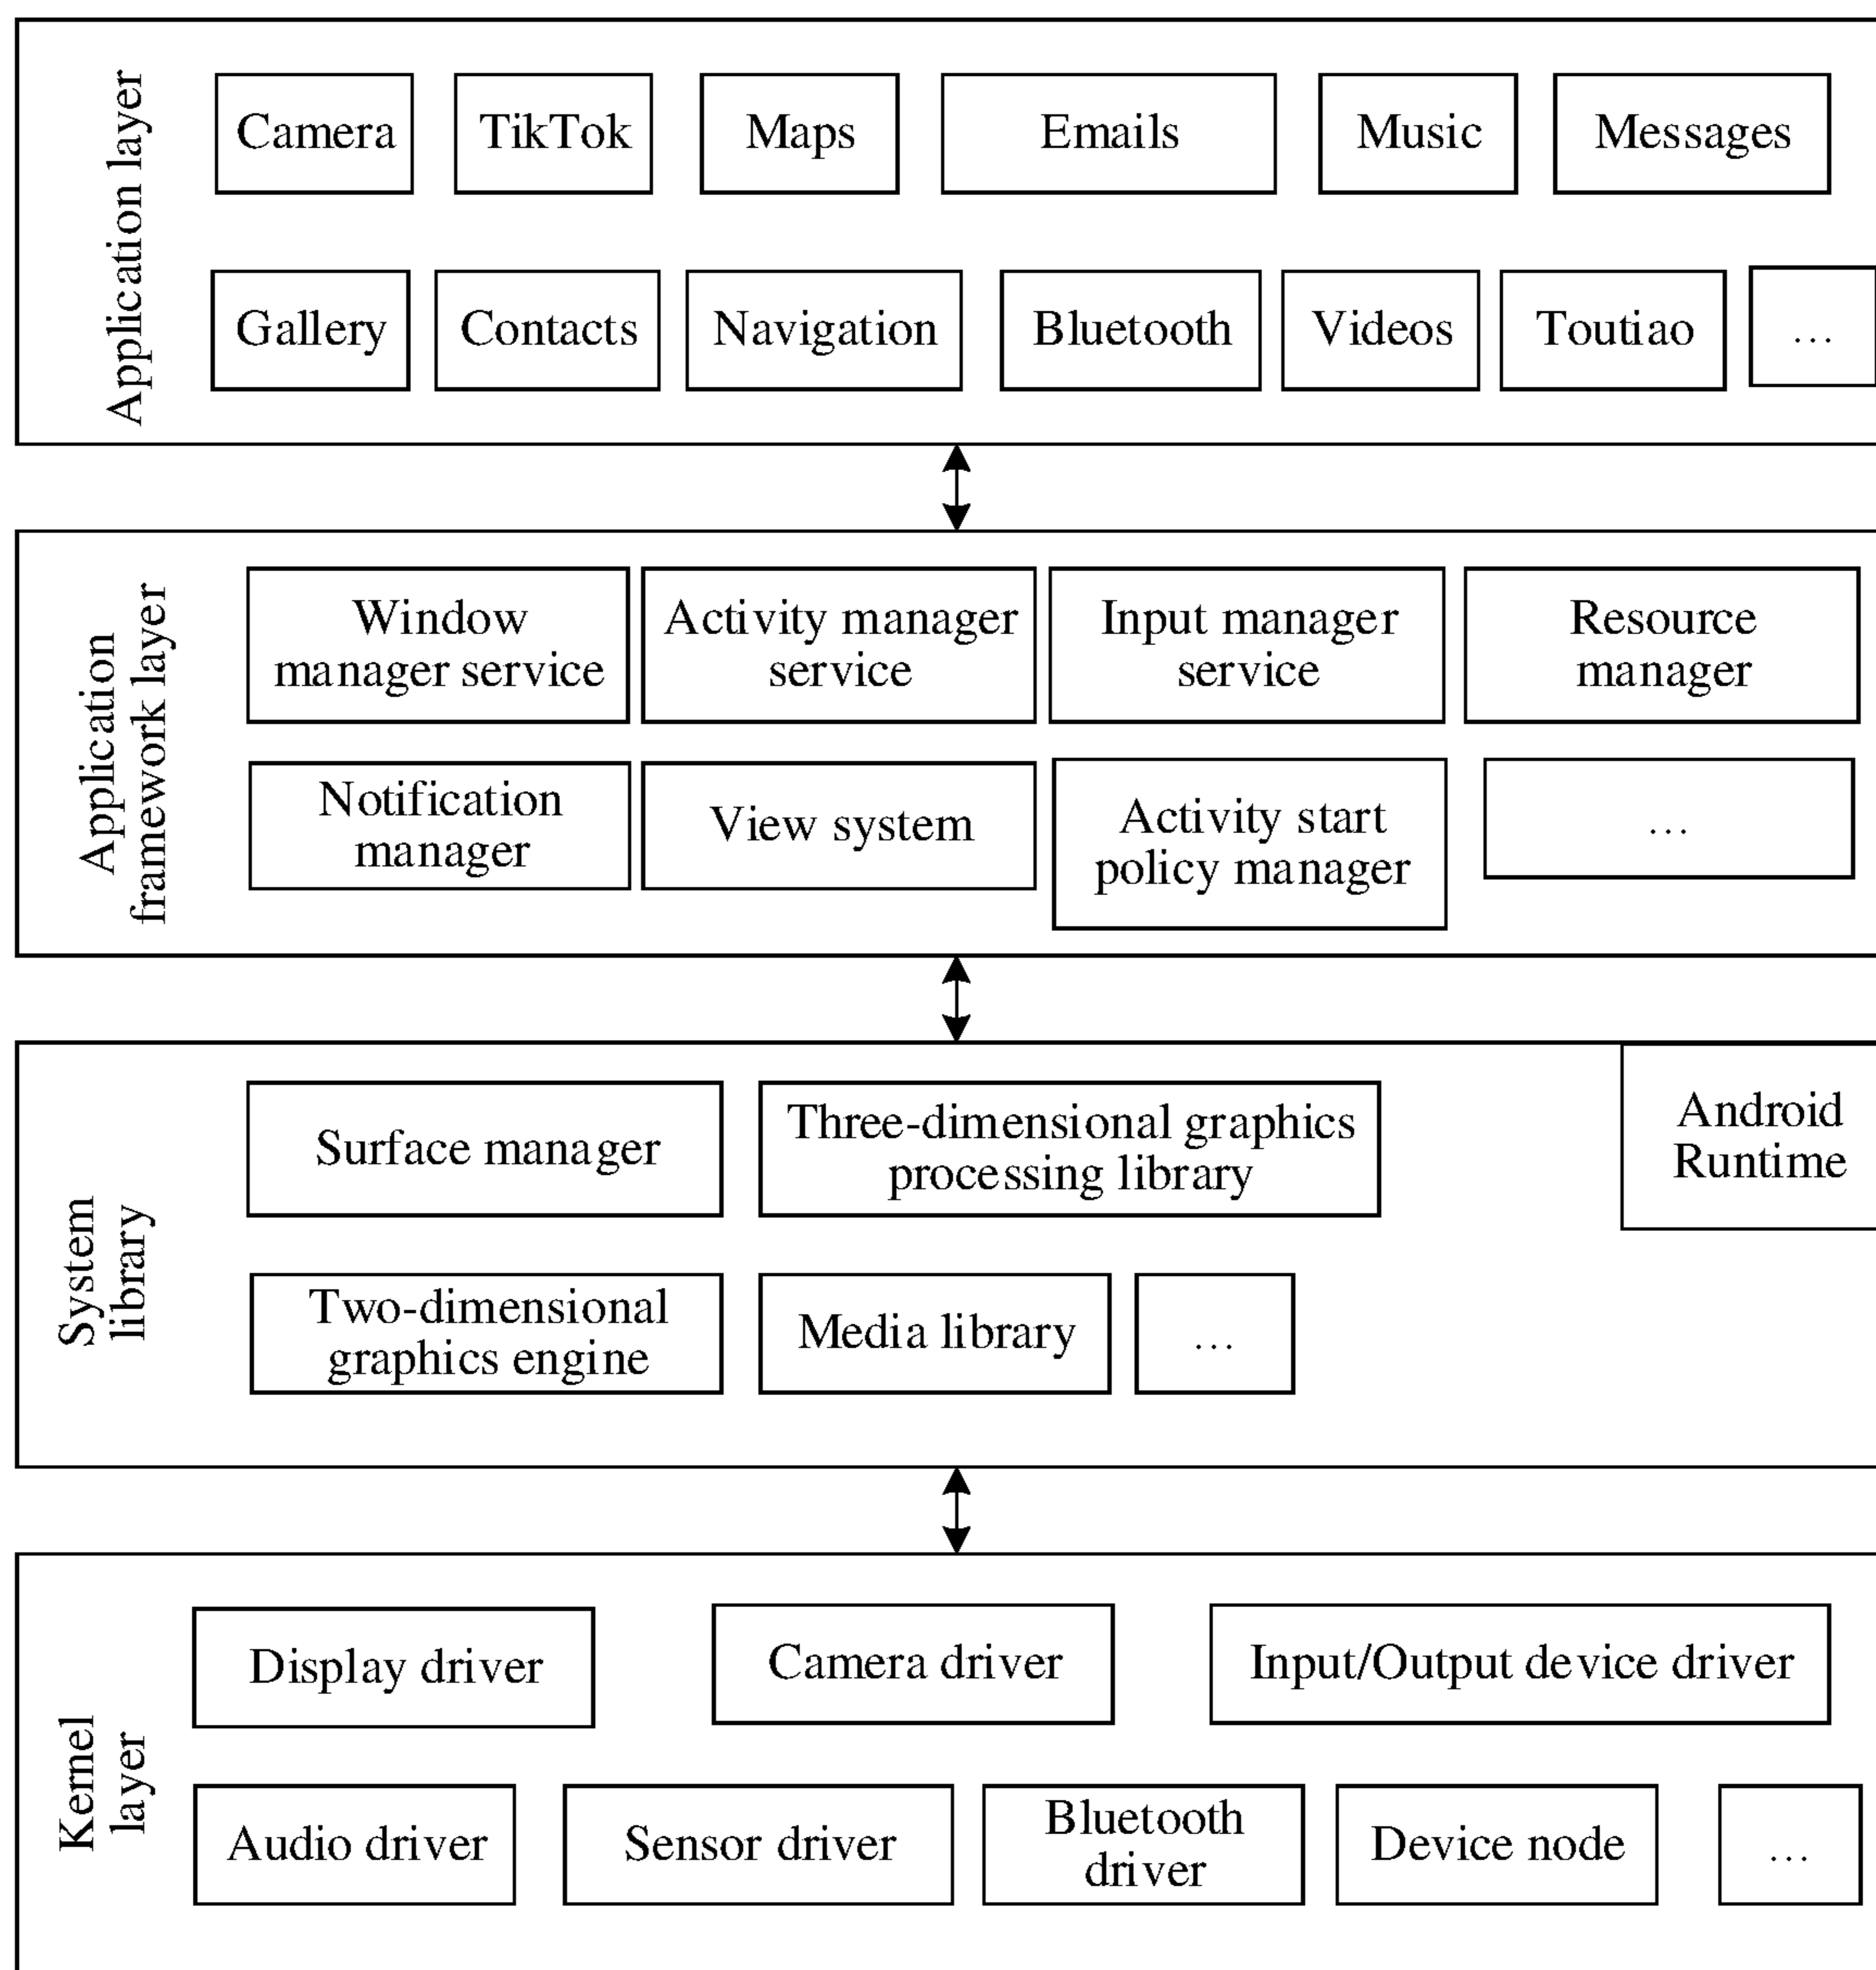 Application layer
Camera
TikTok
Maps
Emails
Music
Messages
Gallery
Contacts
Navigation
Bluetooth
Videos
Toutiao
…
Application
framework layer
Window
manager service
Activity manager
service
Input manager
service
Resource
manager
Notification
manager
View system
Activity start
policy manager
…
System
library
Surface manager
Three-dimensional graphics
processing library
Android
Runtime
Two-dimensional
graphics engine
Media library
…
Kernel
layer
Display driver
Camera driver
Input/Output device driver
Audio driver
Sensor driver
Bluetooth
driver
Device node
…